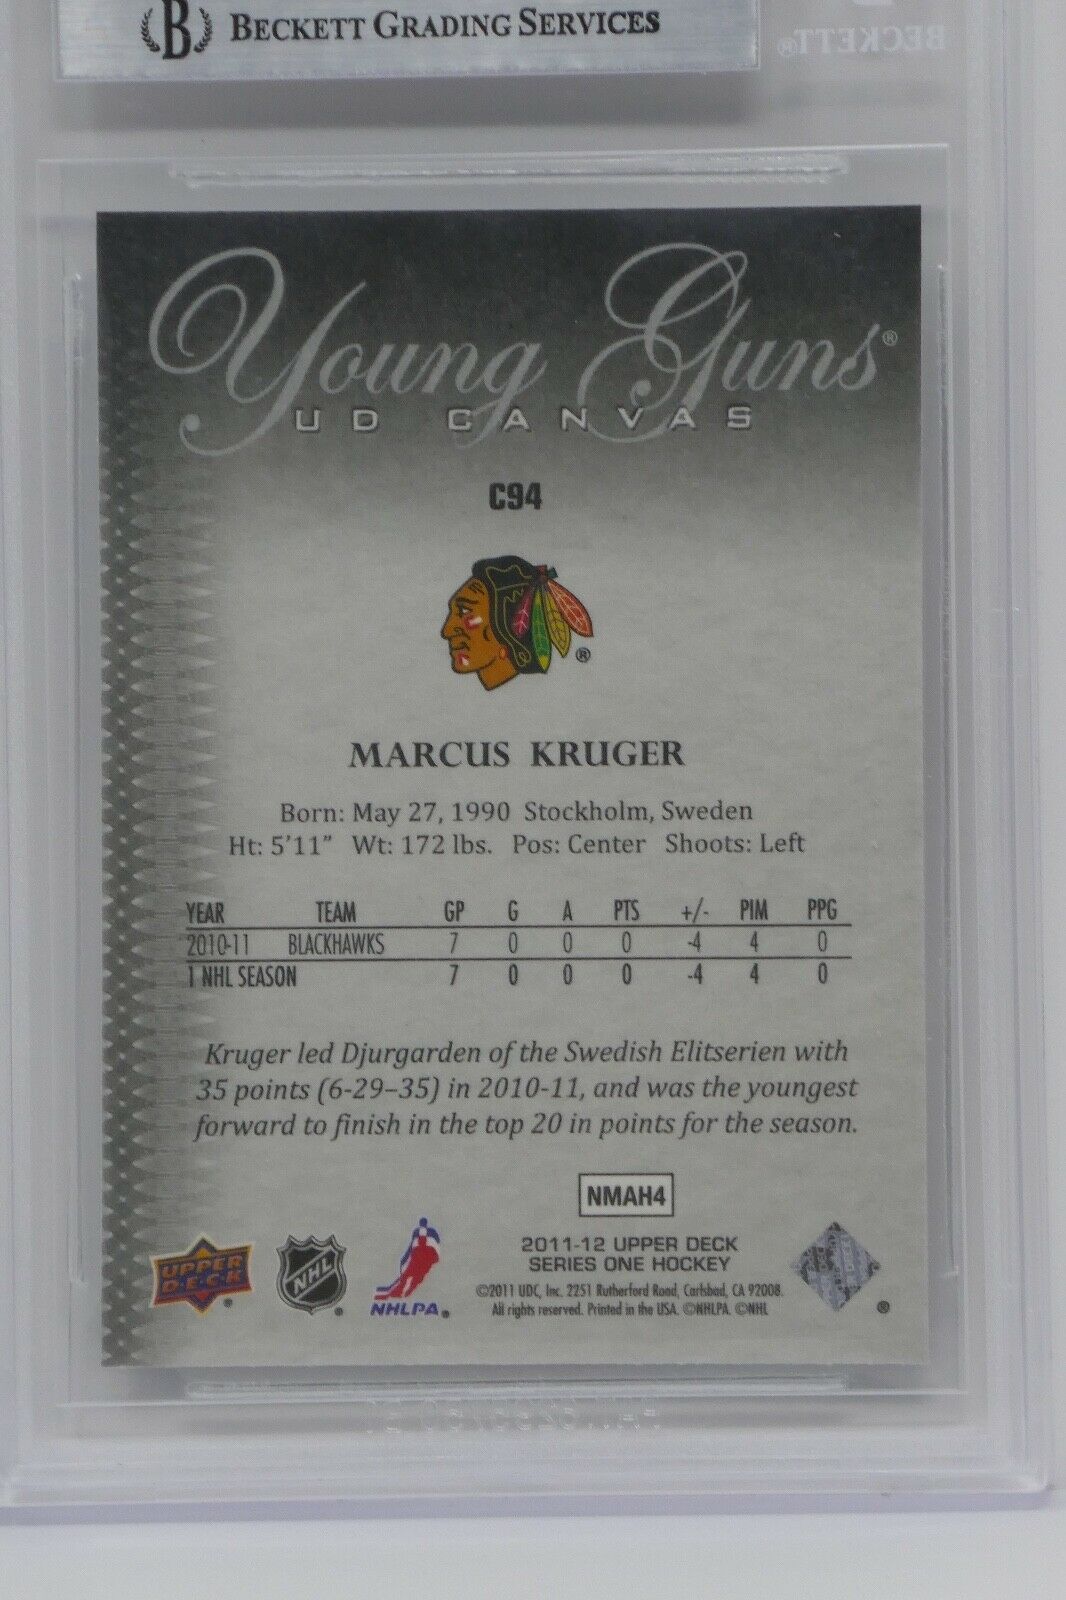 B BECKETT GRADING SERVICES
BECKETT®
Young Guns®
UD CANVAS
C94
®
MARCUS KRUGER
Born: May 27, 1990 Stockholm, Sweden
Ht: 5'11" Wt: 172 lbs. Pos: Center Shoots: Left
YEAR TEAM GP G A PTS +/- PIM PPG
2010-11 BLACKHAWKS 7 0 0 0 -4 4 0
1 NHL SEASON 7 0 0 0 -4 4 0
Kruger led Djurgarden of the Swedish Elitserien with
35 points (6-29–35) in 2010-11, and was the youngest
forward to finish in the top 20 in points for the season.
NMAH4
UPPER DECK ®
NHL ®
NHLPA®
2011-12 UPPER DECK
SERIES ONE HOCKEY
©2011 UDC, Inc. 2251 Rutherford Road, Carlsbad, CA 92008.
All rights reserved. Printed in the USA. ©NHLPA ©NHL
®